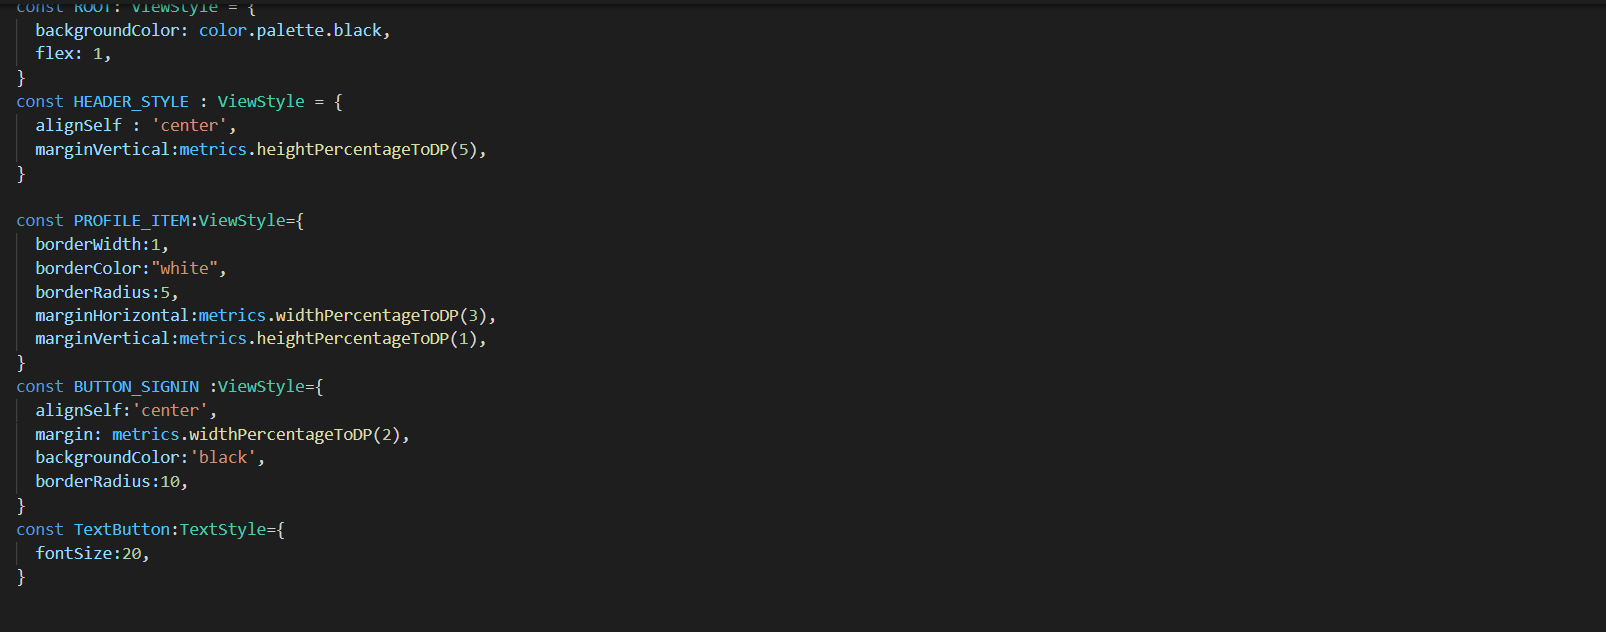 const ROOT: ViewStyle = {
  backgroundColor: color.palette.black,
  flex: 1,
}
const HEADER_STYLE : ViewStyle = {
  alignSelf : 'center',
  marginVertical:metrics.heightPercentageToDP(5),
}

const PROFILE_ITEM:ViewStyle={
  borderWidth:1,
  borderColor:"white",
  borderRadius:5,
  marginHorizontal:metrics.widthPercentageToDP(3),
  marginVertical:metrics.heightPercentageToDP(1),
}
const BUTTON_SIGNIN :ViewStyle={
  alignSelf:'center',
  margin: metrics.widthPercentageToDP(2),
  backgroundColor:'black',
  borderRadius:10,
}
const TextButton:TextStyle={
  fontSize:20,
}